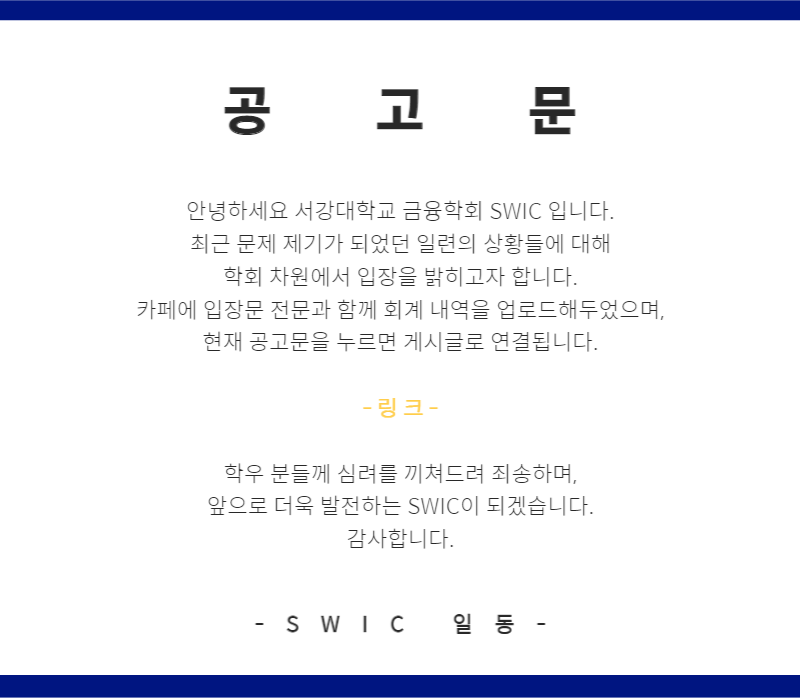 공 고 문
안녕하세요 서강대학교 금융학회 SWIC 입니다.
최근 문제 제기가 되었던 일련의 상황들에 대해
학회 차원에서 입장을 밝히고자 합니다.
카페에 입장문 전문과 함께 회계 내역을 업로드해두었으며,
현재 공고문을 누르면 게시글로 연결됩니다.
- 링 크 -
학우 분들께 심려를 끼쳐드려 죄송하며,
앞으로 더욱 발전하는 SWIC이 되겠습니다.
감사합니다.
- S W I C 일 동 -